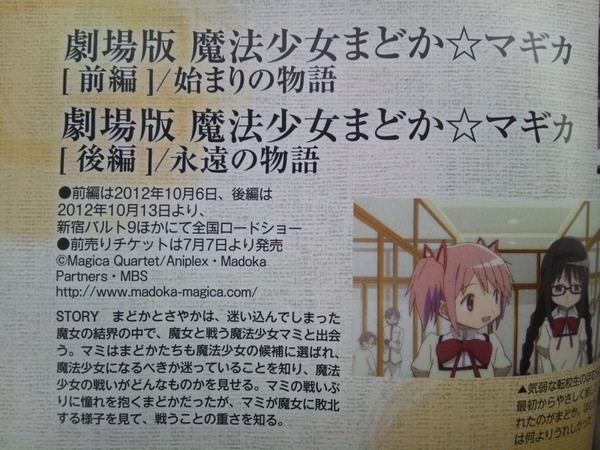 劇場版 魔法少女まどか☆マギカ
[ 前編 ]/始まりの物語
劇場版 魔法少女まどか☆マギカ
[ 後編 ]/永遠の物語
●前編は2012年10月6日、後編は
2012年10月13日より、
新宿バルト9ほかにて全国ロードショー
●前売りチケットは7月7日より発売
©Magica Quartet/Aniplex・Madoka
Partners・MBS
http://www.madoka-magica.com/
STORY まどかとさやかは、迷い込んでしまった
魔女の結界の中で、魔女と戦う魔法少女マミと出会
う。マミはまどかたちも魔法少女の候補に選ばれ、
魔法少女になるべきか迷っていることを知り、魔法
少女の戦いがどんなものかを見せる。マミの戦いぶ
りに憧れを抱くまどかだったが、マミが魔女に敗北
する様子を見て、戦うことの重さを知る。
▲気弱な転校生のほむ
最初からやさしく接し
れたのがまどか。ほむ
は何よりうれしかった